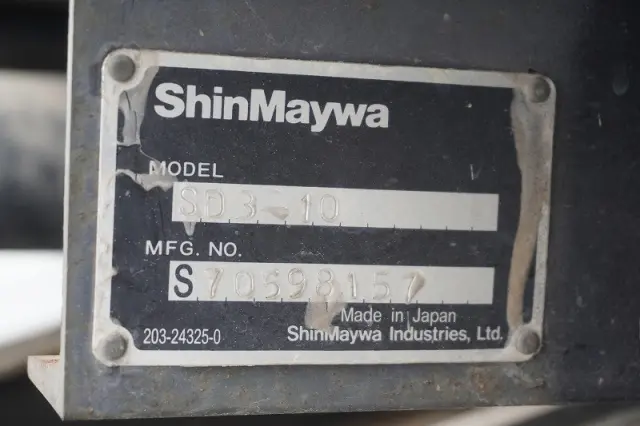 ShinMaywa
MODEL
SD3-10
MFG. NO.
S70598157
Made in Japan
203-24325-0
ShinMaywa Industries, Ltd.